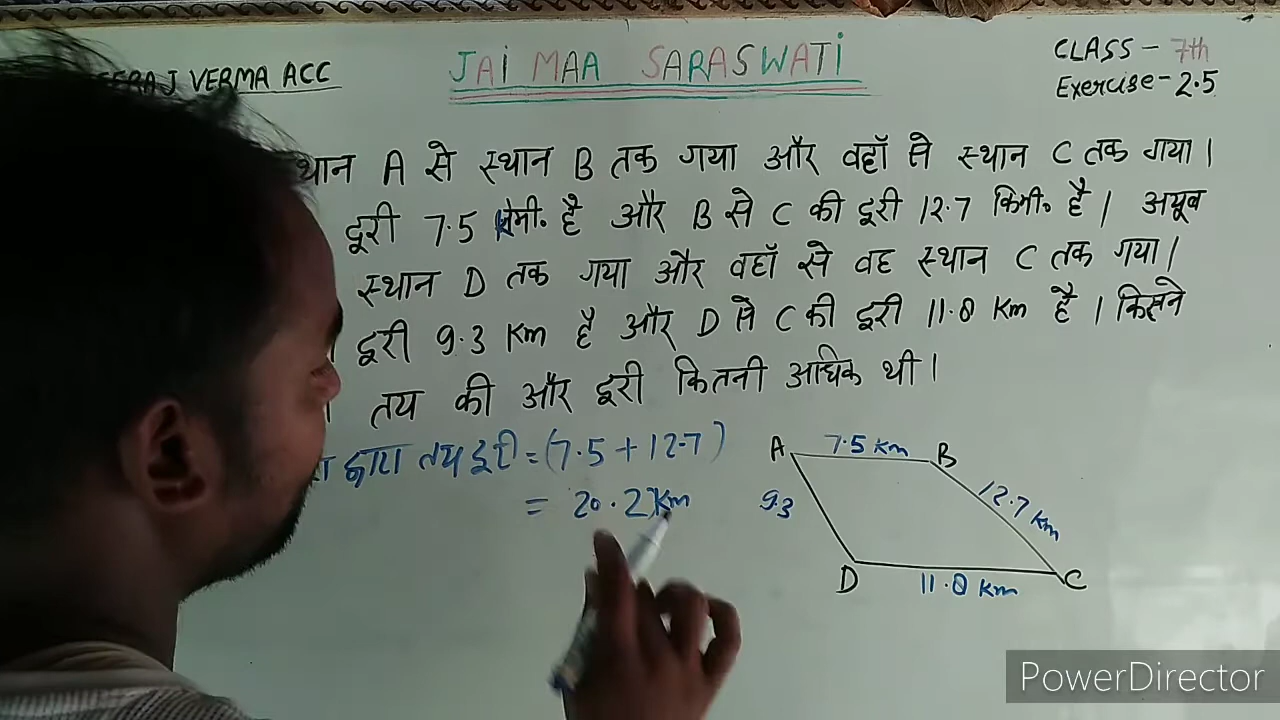 VERMA ACC
JAI MAA SARASWATI
CLASS - 7th
Exercise - 2.5
स्थान A से स्थान B तक गया और वहाँ से स्थान C तक गया।
दूरी 7.5 किमी. है और B से C की दूरी 12.7 किमी. है। अयूब
स्थान D तक गया और वहाँ से वह स्थान C तक गया।
दूरी 9.3 Km है और D से C की दूरी 11.8 Km है। किसने
तय की और दूरी कितनी अधिक थी।
द्वारा तय दूरी = (7.5 + 12.7)
= 20.2 Km
A 7.5 km B
9.3
12.7 Km
D 11.8 Km C
PowerDirector